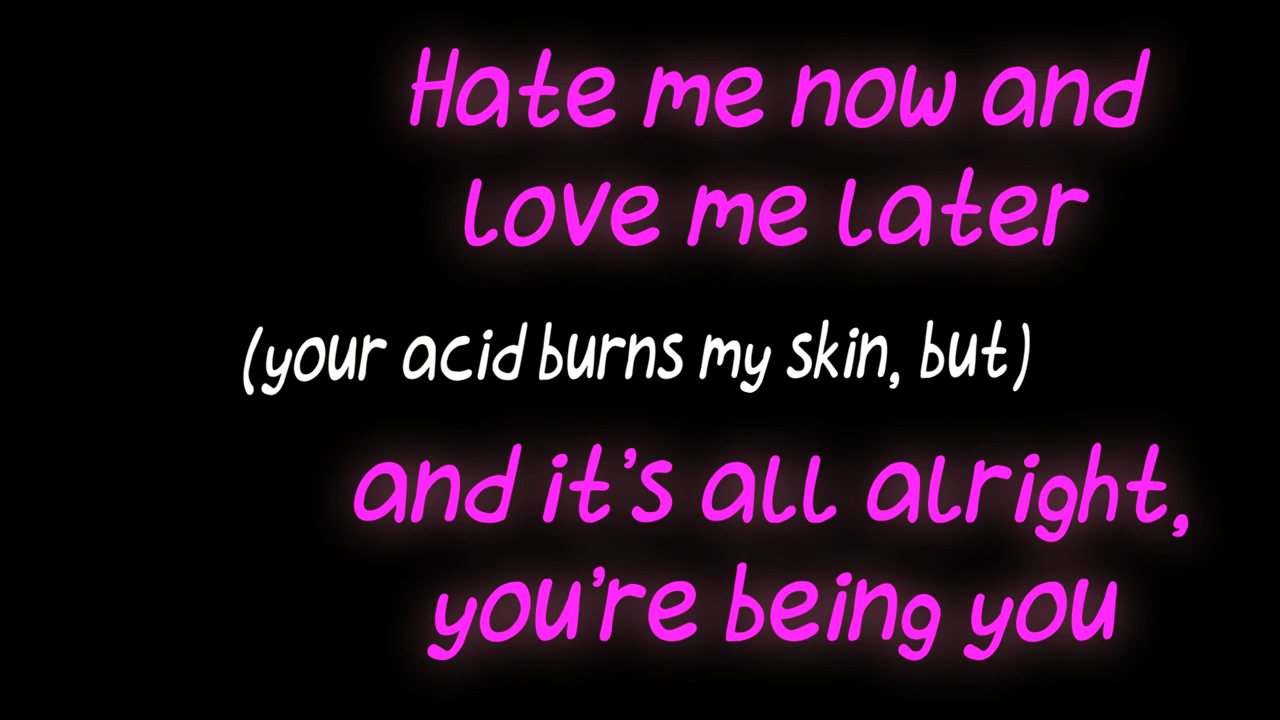 Hate me now and
love me later
(your acid burns my skin, but)
and it's all alright,
you're being you